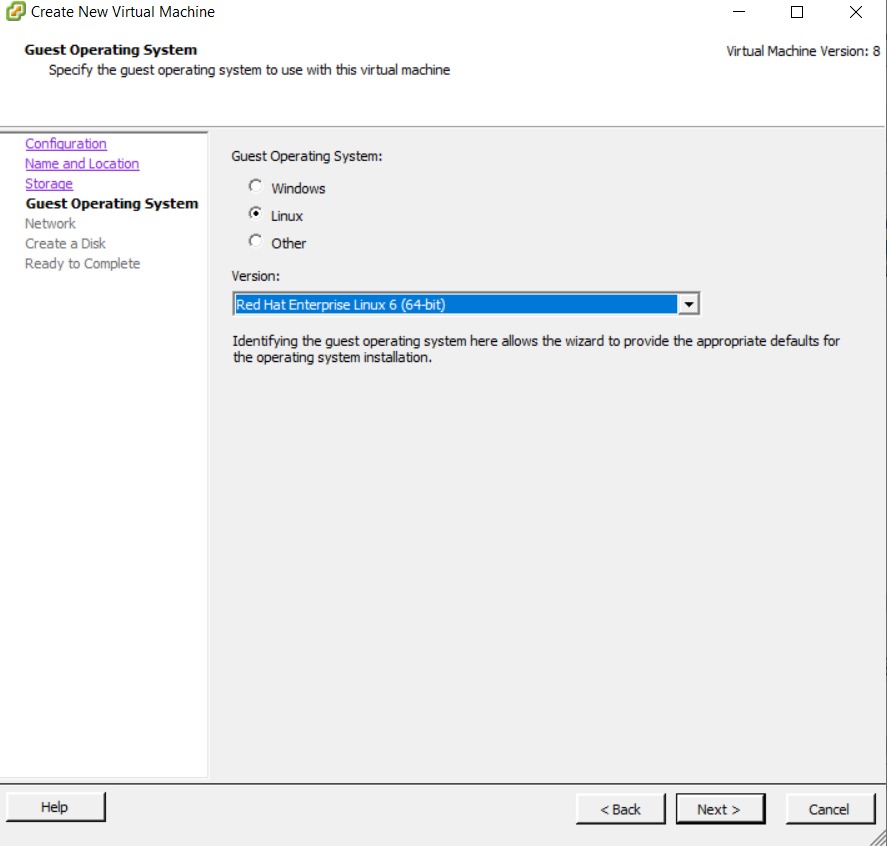 Create New Virtual Machine
Guest Operating System
Virtual Machine Version: 8
Specify the guest operating system to use with this virtual machine
Configuration
Name and Location
Storage
Guest Operating System
Network
Create a Disk
Ready to Complete
Guest Operating System:
Windows
Linux
Other
Version:
Red Hat Enterprise Linux 6 (64-bit)
Identifying the guest operating system here allows the wizard to provide the appropriate defaults for
the operating system installation.
Help
< Back
Next >
Cancel